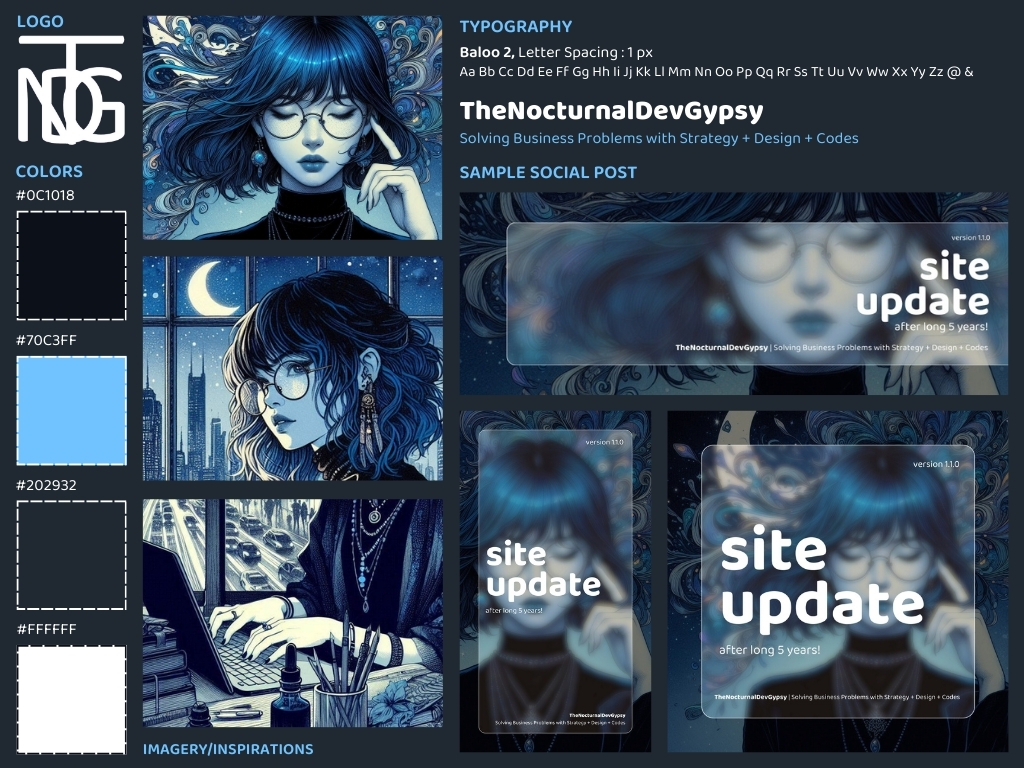 LOGO
TNDG
COLORS
#0C1018
#70C3FF
#202932
#FFFFFF
IMAGERY/INSPIRATIONS
TYPOGRAPHY
Baloo 2, Letter Spacing : 1 px
Aa Bb Cc Dd Ee Ff Gg Hh Ii Jj Kk Ll Mm Nn Oo Pp Qq Rr Ss Tt Uu Vv Ww Xx Yy Zz @ &
TheNocturnalDevGypsy
Solving Business Problems with Strategy + Design + Codes
SAMPLE SOCIAL POST
version 1.1.0
site
update
after long 5 years!
TheNocturnalDevGypsy | Solving Business Problems with Strategy + Design + Codes
version 1.1.0
site
update
after long 5 years!
TheNocturnalDevGypsy
Solving Business Problems with Strategy + Design + Codes
version 1.1.0
site
update
after long 5 years!
TheNocturnalDevGypsy | Solving Business Problems with Strategy + Design + Codes